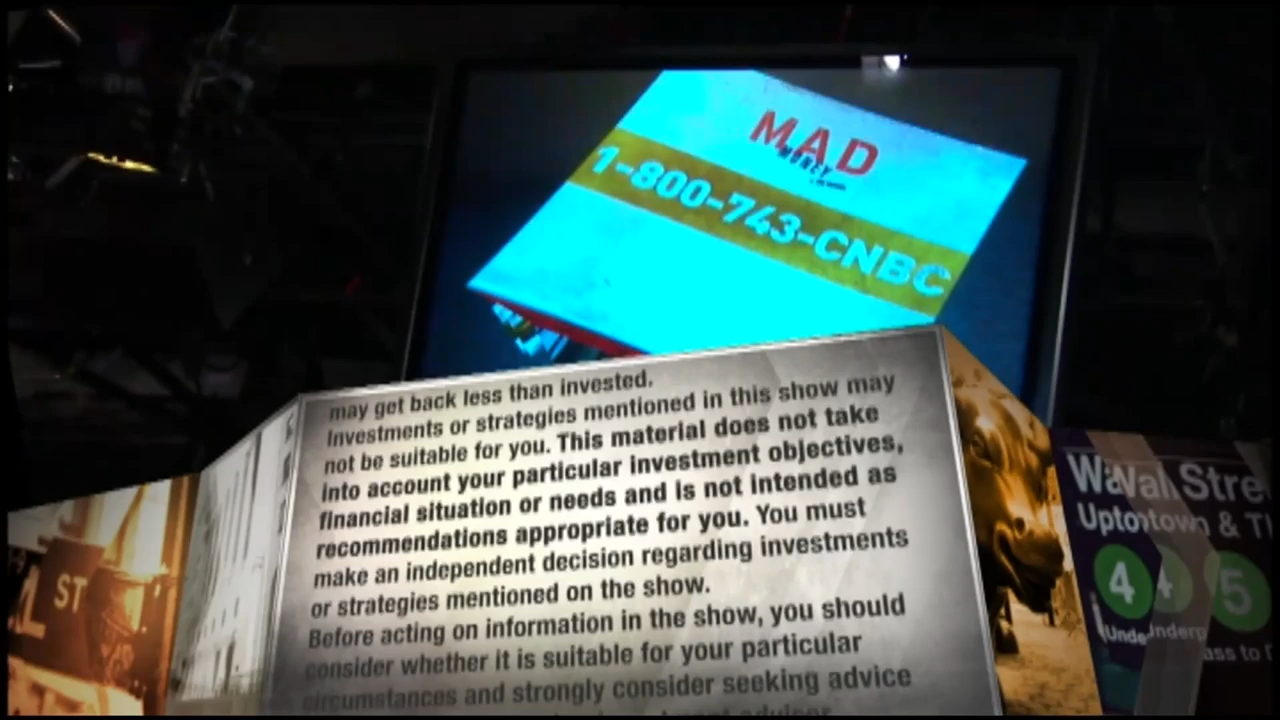 MAD
MONEY
1-800-743-CNBC
may get back less than invested.
Investments or strategies mentioned in this show may
not be suitable for you. This material does not take
into account your particular investment objectives,
financial situation or needs and is not intended as
recommendations appropriate for you. You must
make an independent decision regarding investments
or strategies mentioned on the show.
Before acting on information in the show, you should
consider whether it is suitable for your particular
circumstances and strongly consider seeking advice
ST
Wall Stre
Uptown & T
4
4
5
Unde
Underp
ass to